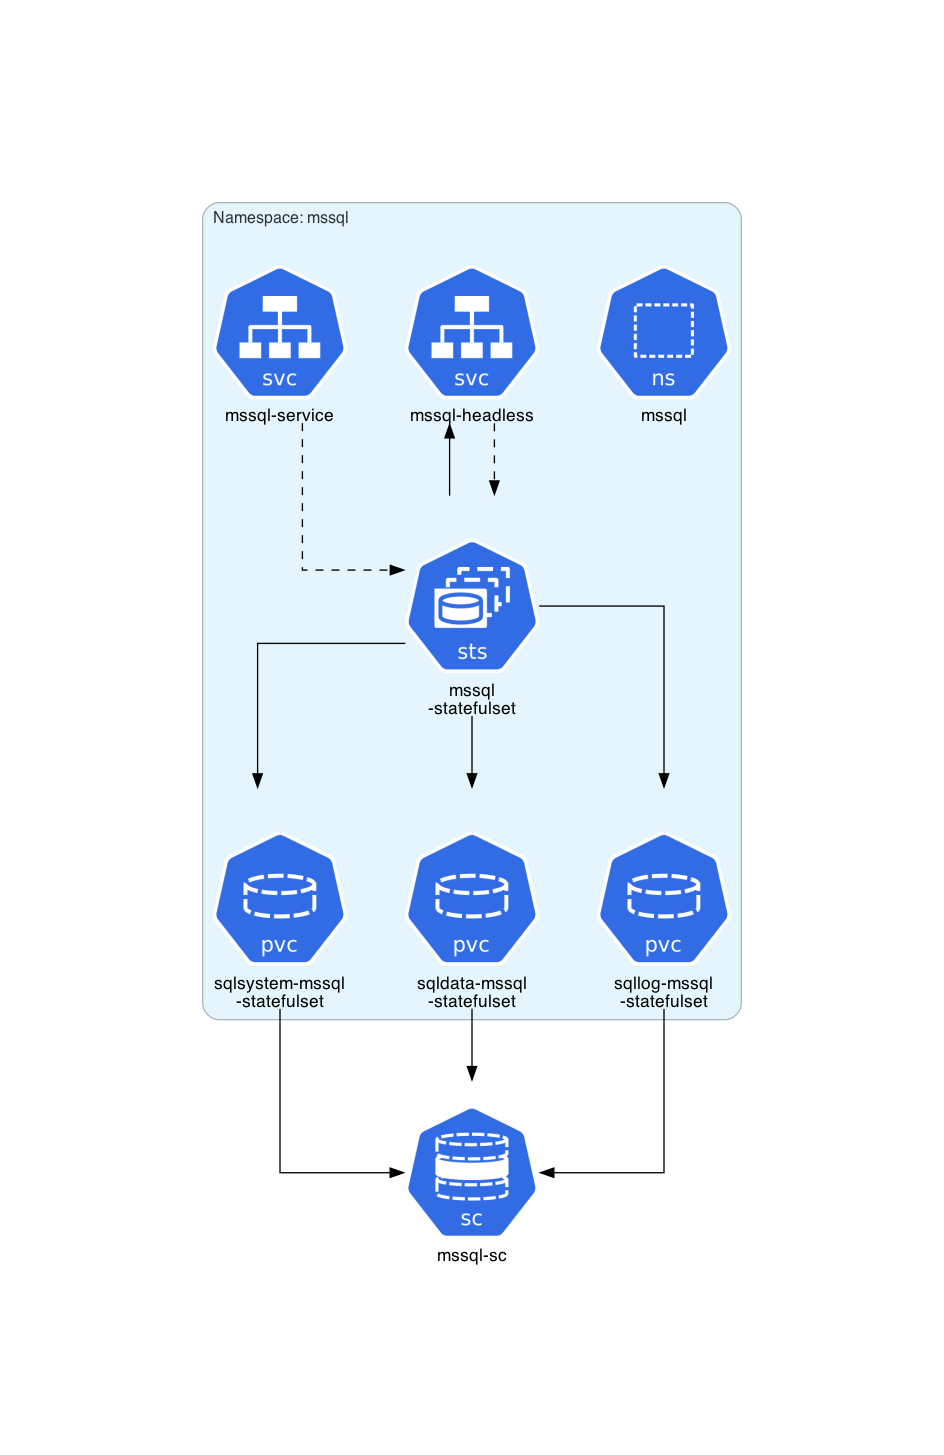 Namespace: mssql
svc
svc
ns
mssql-service
mssql-headless
mssql
sts
mssql
-statefulset
pvc
pvc
pvc
sqlsystem-mssql
-statefulset
sqldata-mssql
-statefulset
sqllog-mssql
-statefulset
sc
mssql-sc